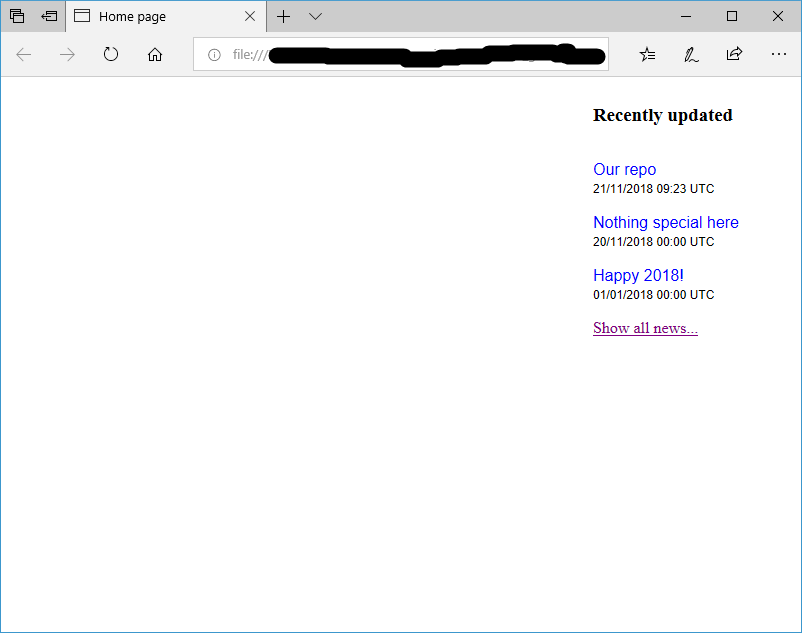 Home page
file:///
Recently updated
Our repo
21/11/2018 09:23 UTC
Nothing special here
20/11/2018 00:00 UTC
Happy 2018!
01/01/2018 00:00 UTC
Show all news...